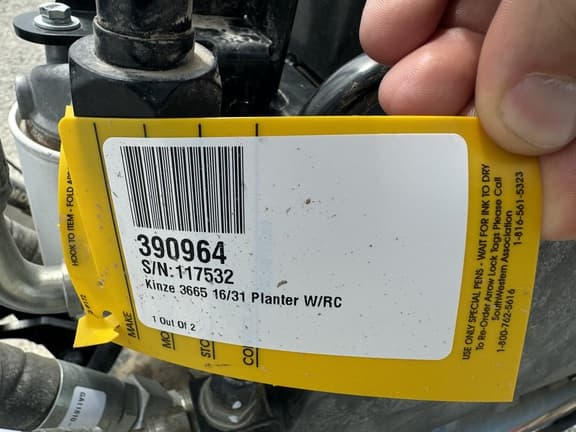 390964
S/N:117532
Kinze 3665 16/31 Planter W/RC
1 Out Of 2
HOOK TO ITEM - FOLD
MAKE
MO
STO
CO
USE ONLY SPECIAL PENS - WAIT FOR INK TO DRY
To Re-Order Arrow Lock Tags Please Call
SouthWestern Association
1-800-762-5616
1-816-561-5323